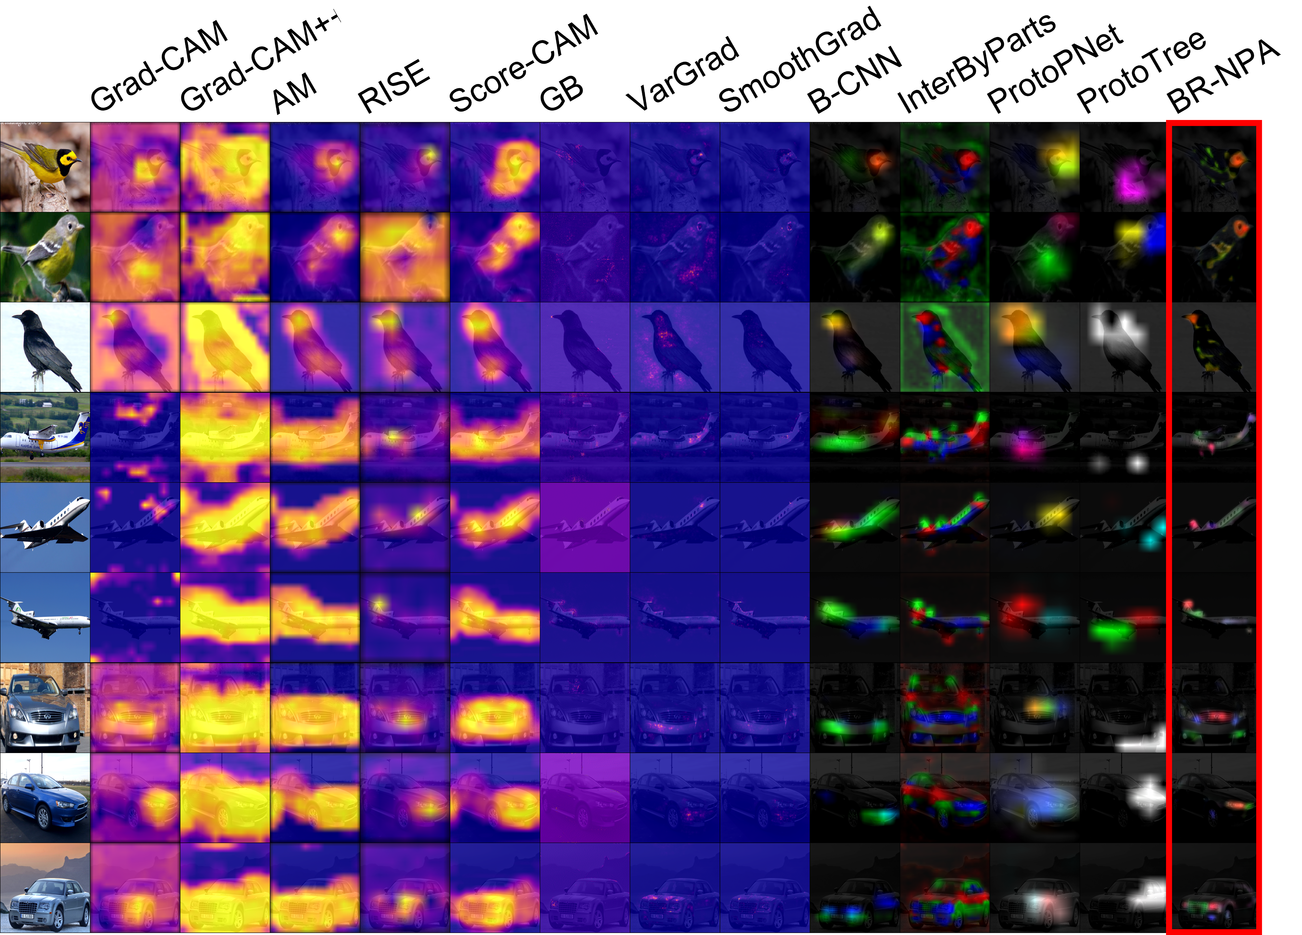 Grad-CAM
Grad-CAM+-
AM
RISE
Score-CAM
GB
VarGrad
SmoothGrad
B-CNN
InterByParts
ProtoPNet
ProtoTree
BR-NPA